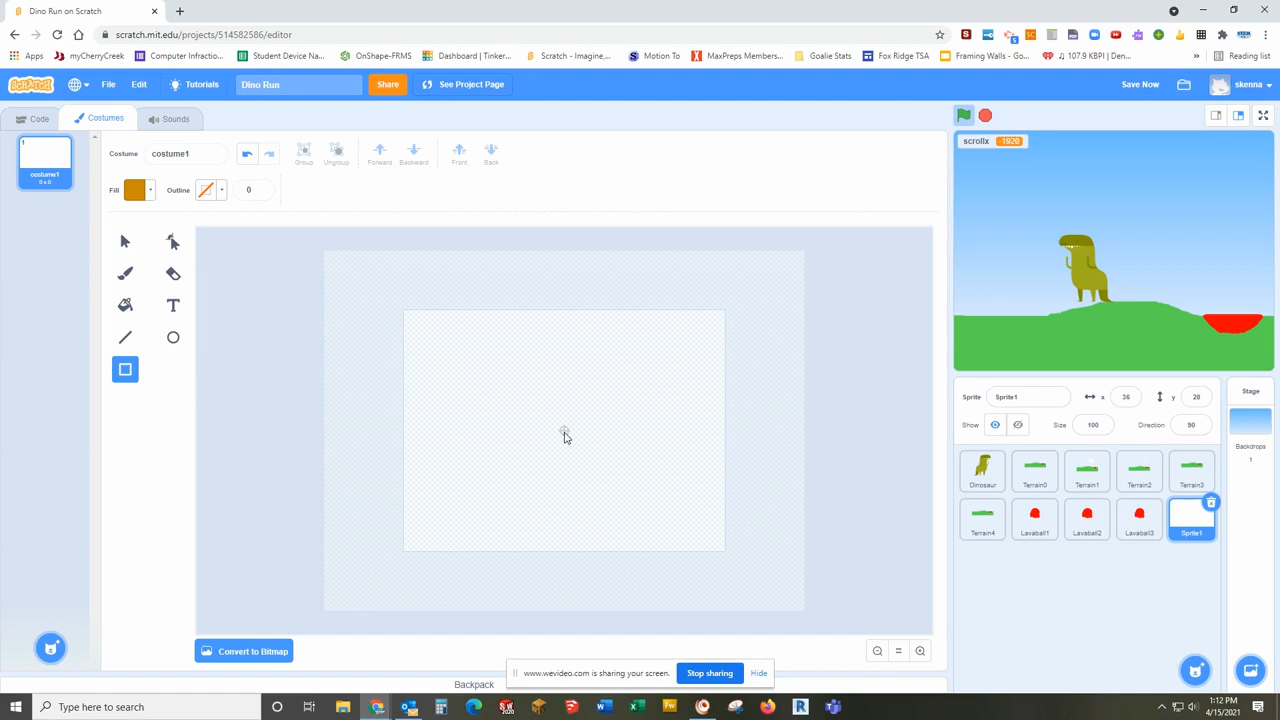 Dino Run on Scratch
scratch.mit.edu/projects/514582586/editor
Apps myCherryCreek Computer Infractio... Student Device Na... OnShape-FRMS Dashboard | Tinker... Scratch - Imagine,... Motion To MaxPreps Members... Goalie Stats Fox Ridge TSA Framing Walls - Go... 107.9 KBPI | Den... » Reading list
SCRATCH File Edit Tutorials Dino Run Share See Project Page Save Now skenna
Code Costumes Sounds
1
costume1
0 x 0
Costume costume1 Group Ungroup Forward Backward Front Back
Fill Outline 0
T
Convert to Bitmap
scrollx -1920
Sprite Sprite1 x 36 y 28
Show Size 100 Direction 90
Stage
Backdrops
1
Dinosaur Terrain0 Terrain1 Terrain2 Terrain3
Terrain4 Lavaball1 Lavaball2 Lavaball3 Sprite1
www.wevideo.com is sharing your screen. Stop sharing Hide
Backpack
Type here to search
1:12 PM
4/15/2021